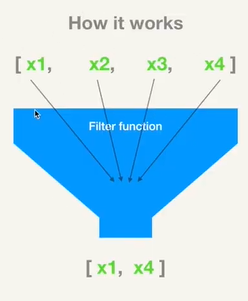 How it works
[ x1, x2, x3, x4 ]
Filter function
[ x1, x4 ]